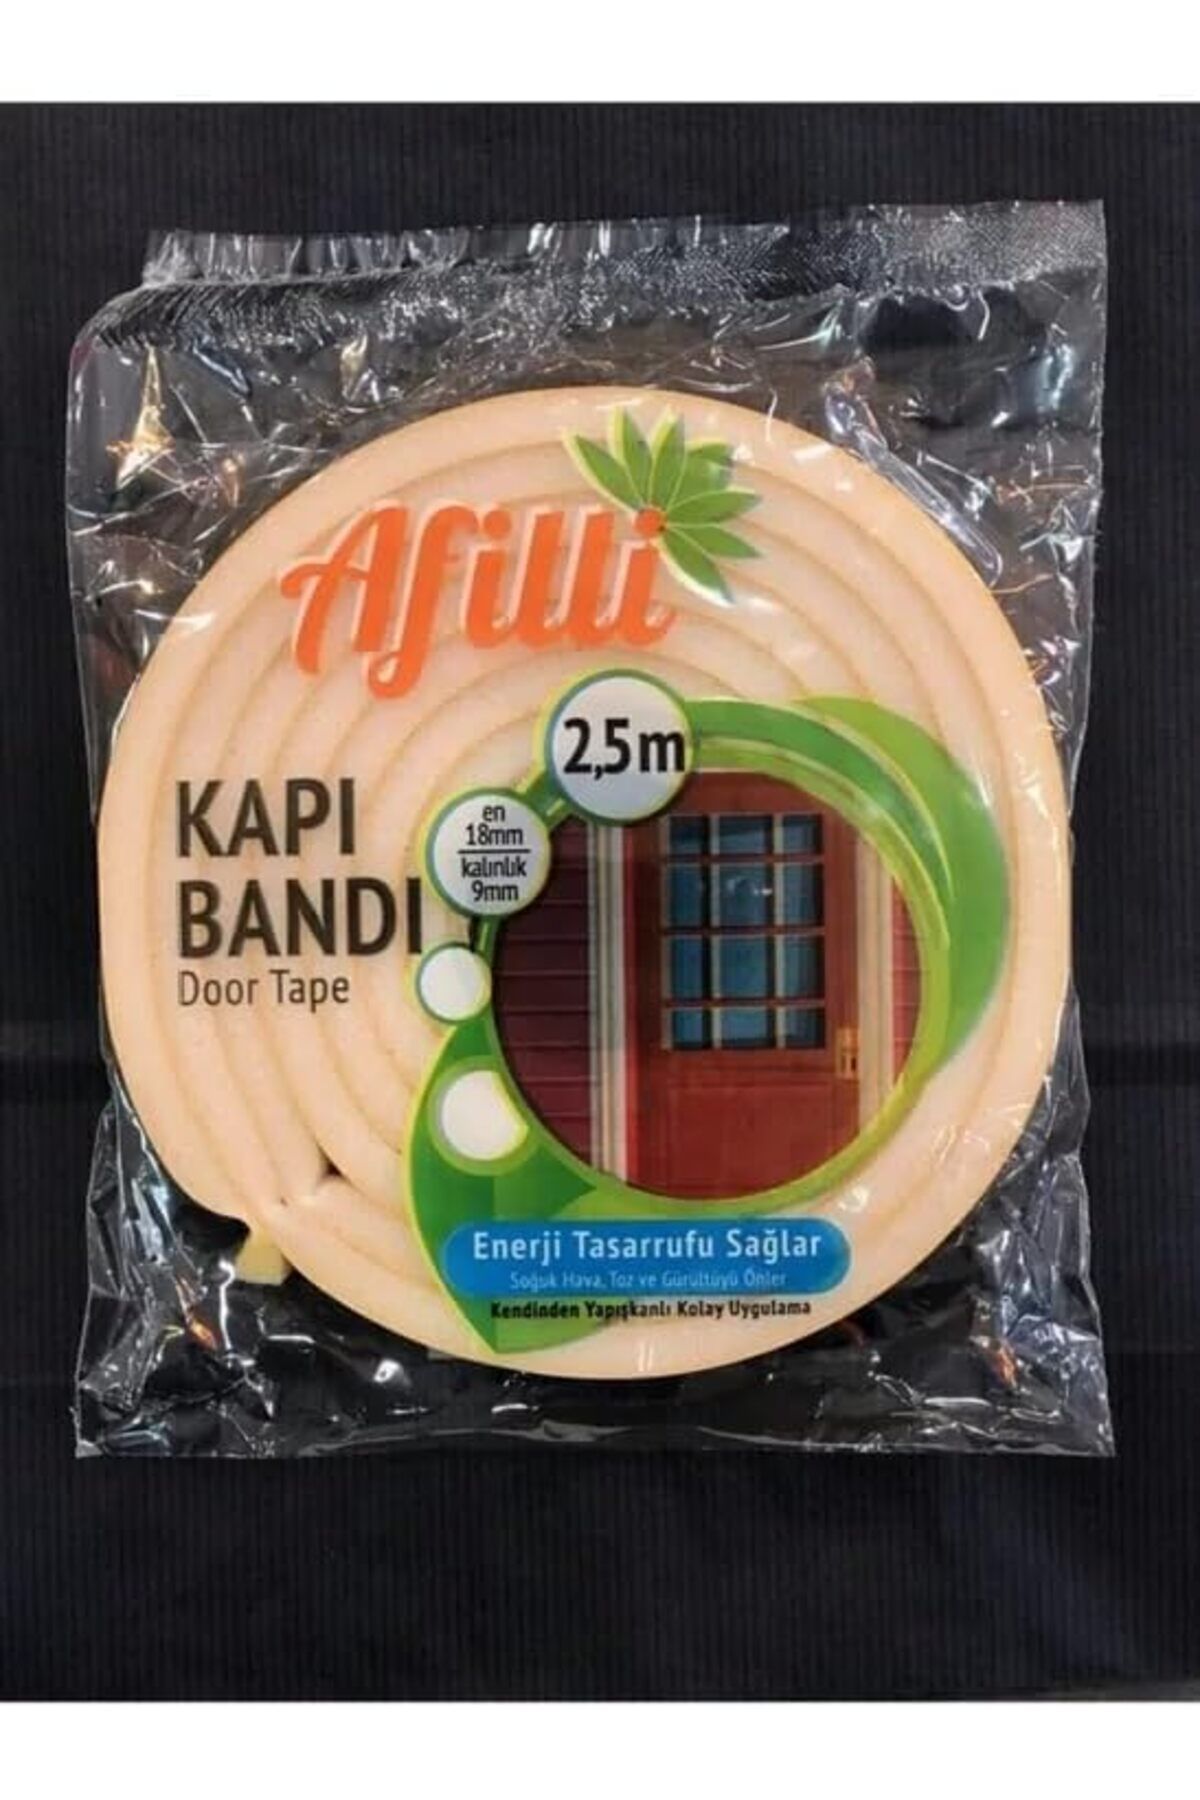 Afilli
2,5m
en
18mm
kalınlık
9mm
KAPI
BANDI
Door Tape
Enerji Tasarrufu Sağlar
Soğuk Hava, Toz ve Gürültüyü Önler
Kendinden Yapışkanlı Kolay Uygulama